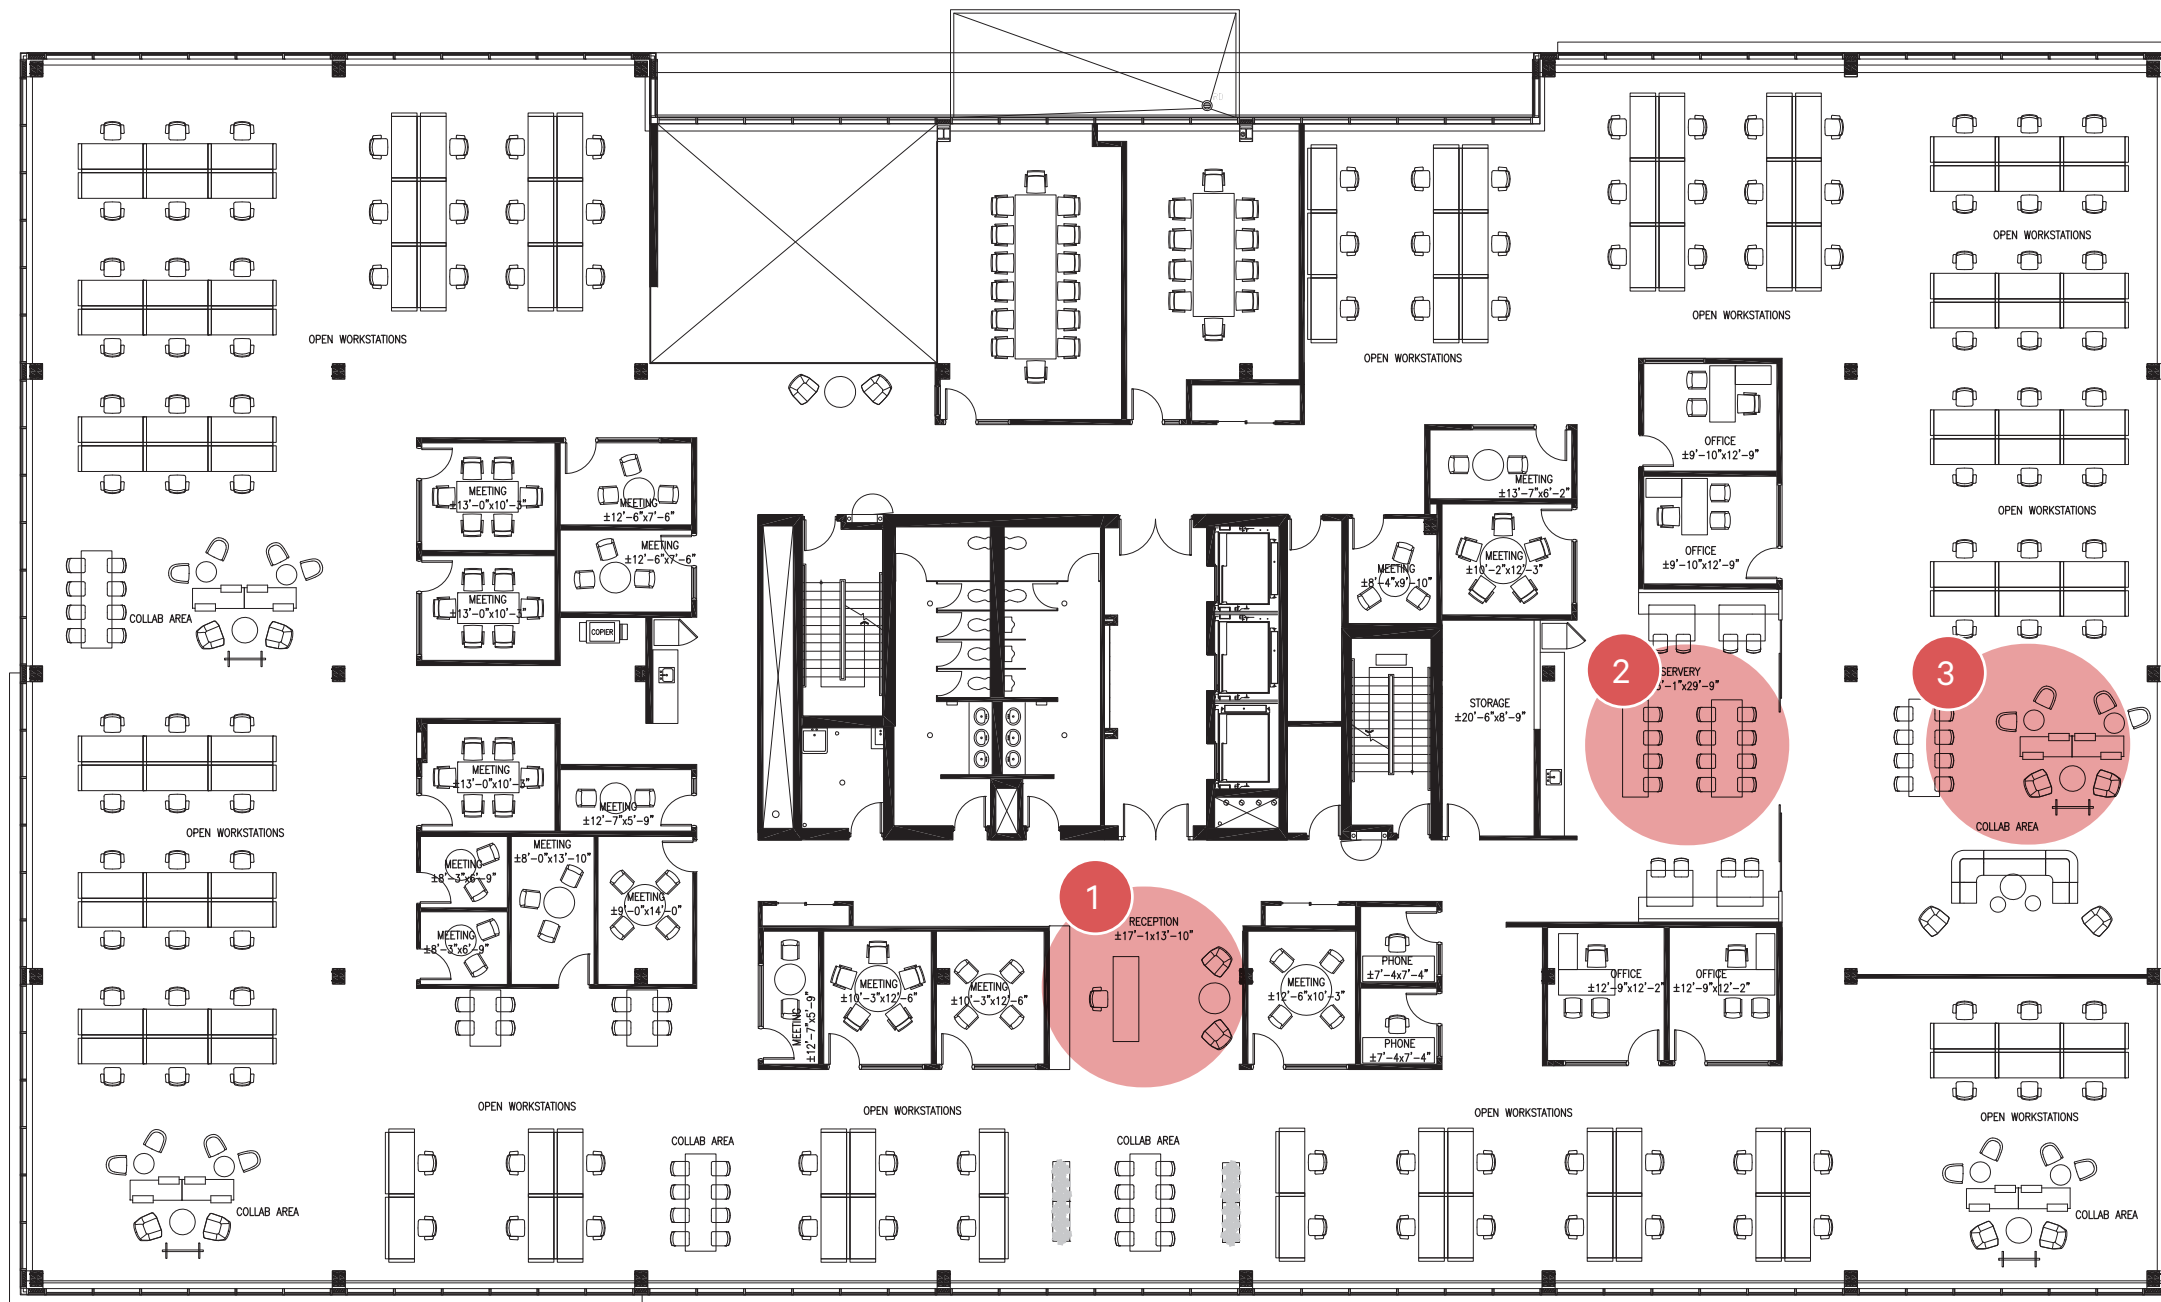 OPEN WORKSTATIONS
OPEN WORKSTATIONS
OPEN WORKSTATIONS
OPEN WORKSTATIONS
OFFICE
±9'-10"x12'-9"
MEETING
±13'-7"x6'-2"
MEETING
±13'-0"x10'-3"
MEETING
±12'-6"x7'-6"
OPEN WORKSTATIONS
MEETING
±12'-6"x7'-6"
OFFICE
±9'-10"x12'-9"
MEETING
±10'-2"x12'-3"
MEETING
±8'-4"x9'-10"
MEETING
±13'-0"x10'-3"
COLLAB AREA
COPIER
2
SERVERY
'-1"x29'-9"
3
STORAGE
±20'-6"x8'-9"
MEETING
±13'-0"x10'-3"
MEETING
±12'-7"x5'-9"
COLLAB AREA
OPEN WORKSTATIONS
MEETING
±8'-0"x13'-10"
MEETING
±8'-3"x6'-9"
MEETING
±9'-0"x14'-0"
1
RECEPTION
±17'-1x13'-10"
MEETING
±8'-3"x6'-9"
PHONE
±7'-4x7'-4"
OFFICE
±12'-9"x12'-2"
OFFICE
±12'-9"x12'-2"
MEETING
±12'-7"x5'-9"
MEETING
±10'-3"x12'-6"
MEETING
±10'-3"x12'-6"
MEETING
±12'-6"x10'-3"
PHONE
±7'-4x7'-4"
OPEN WORKSTATIONS
OPEN WORKSTATIONS
OPEN WORKSTATIONS
OPEN WORKSTATIONS
COLLAB AREA
COLLAB AREA
COLLAB AREA
COLLAB AREA